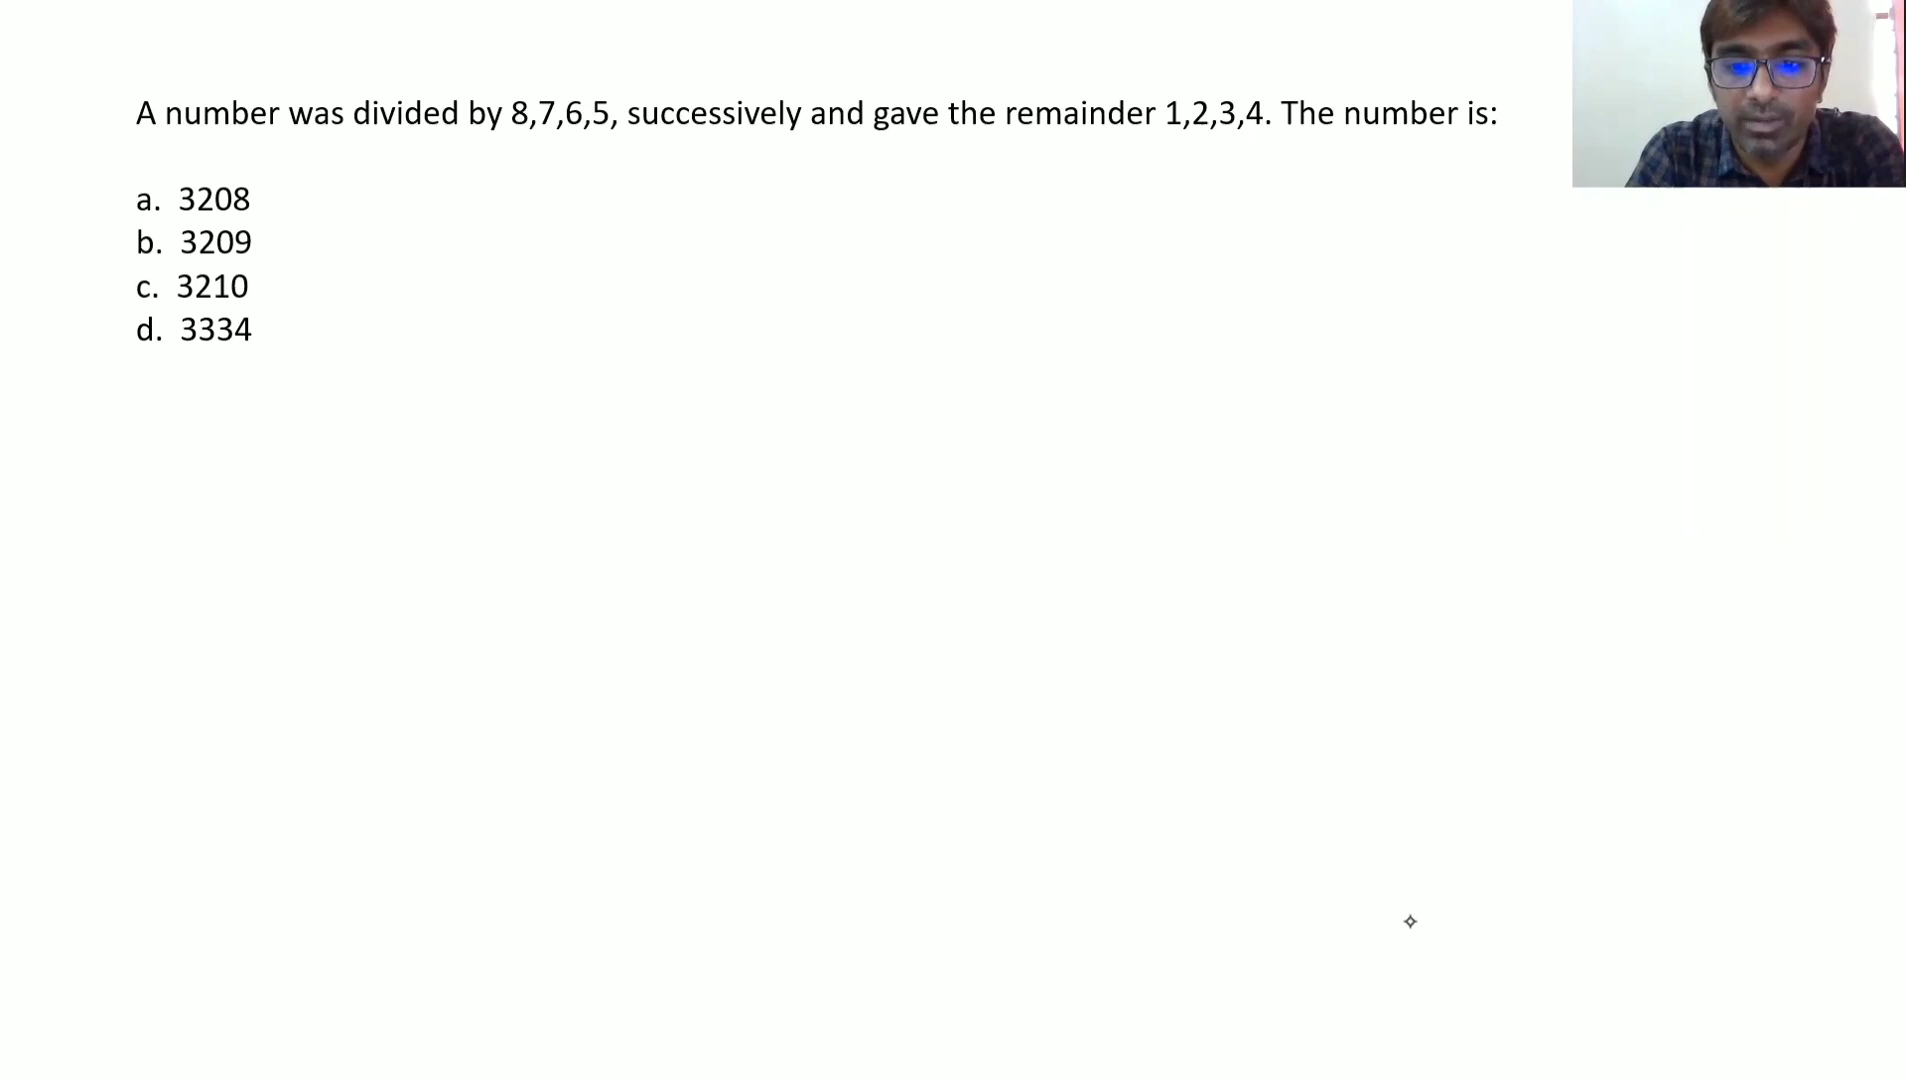 A number was divided by 8,7,6,5, successively and gave the remainder 1,2,3,4. The number is:
a. 3208
b. 3209
c. 3210
d. 3334